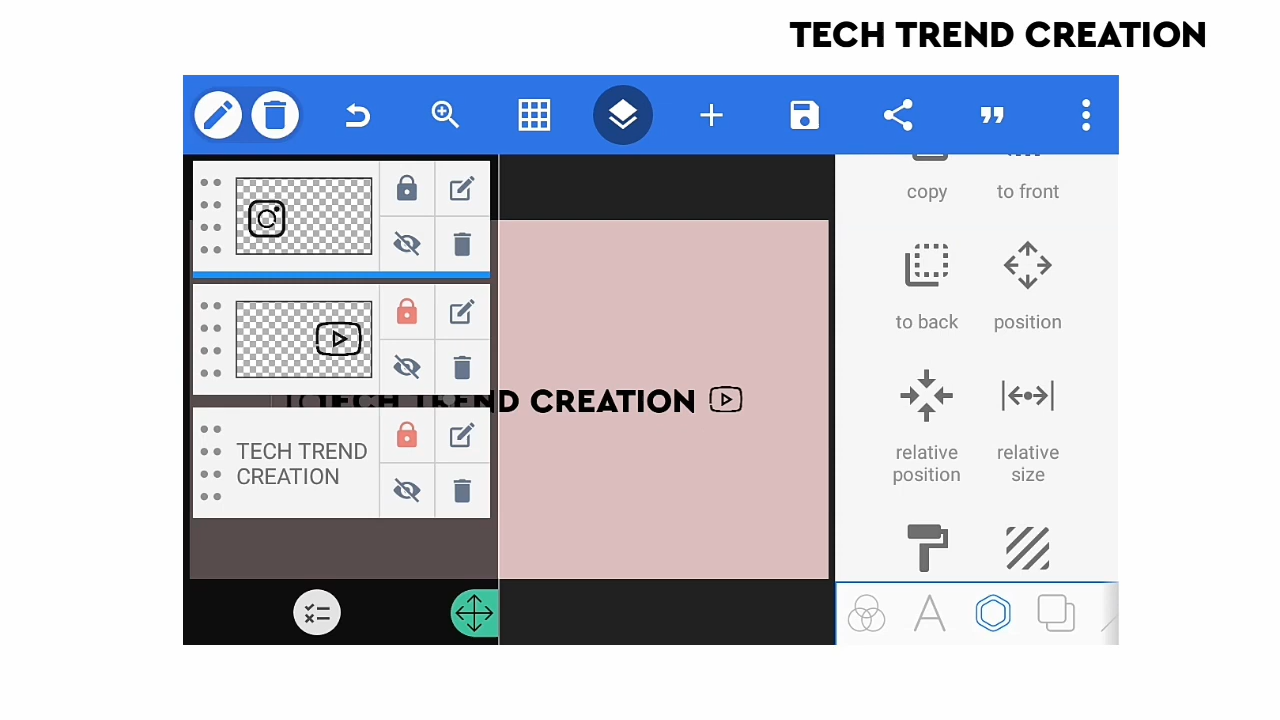 TECH TREND CREATION
copy
to front
to back
position
TECH TREND CREATION
TECH TREND
CREATION
relative
position
relative
size